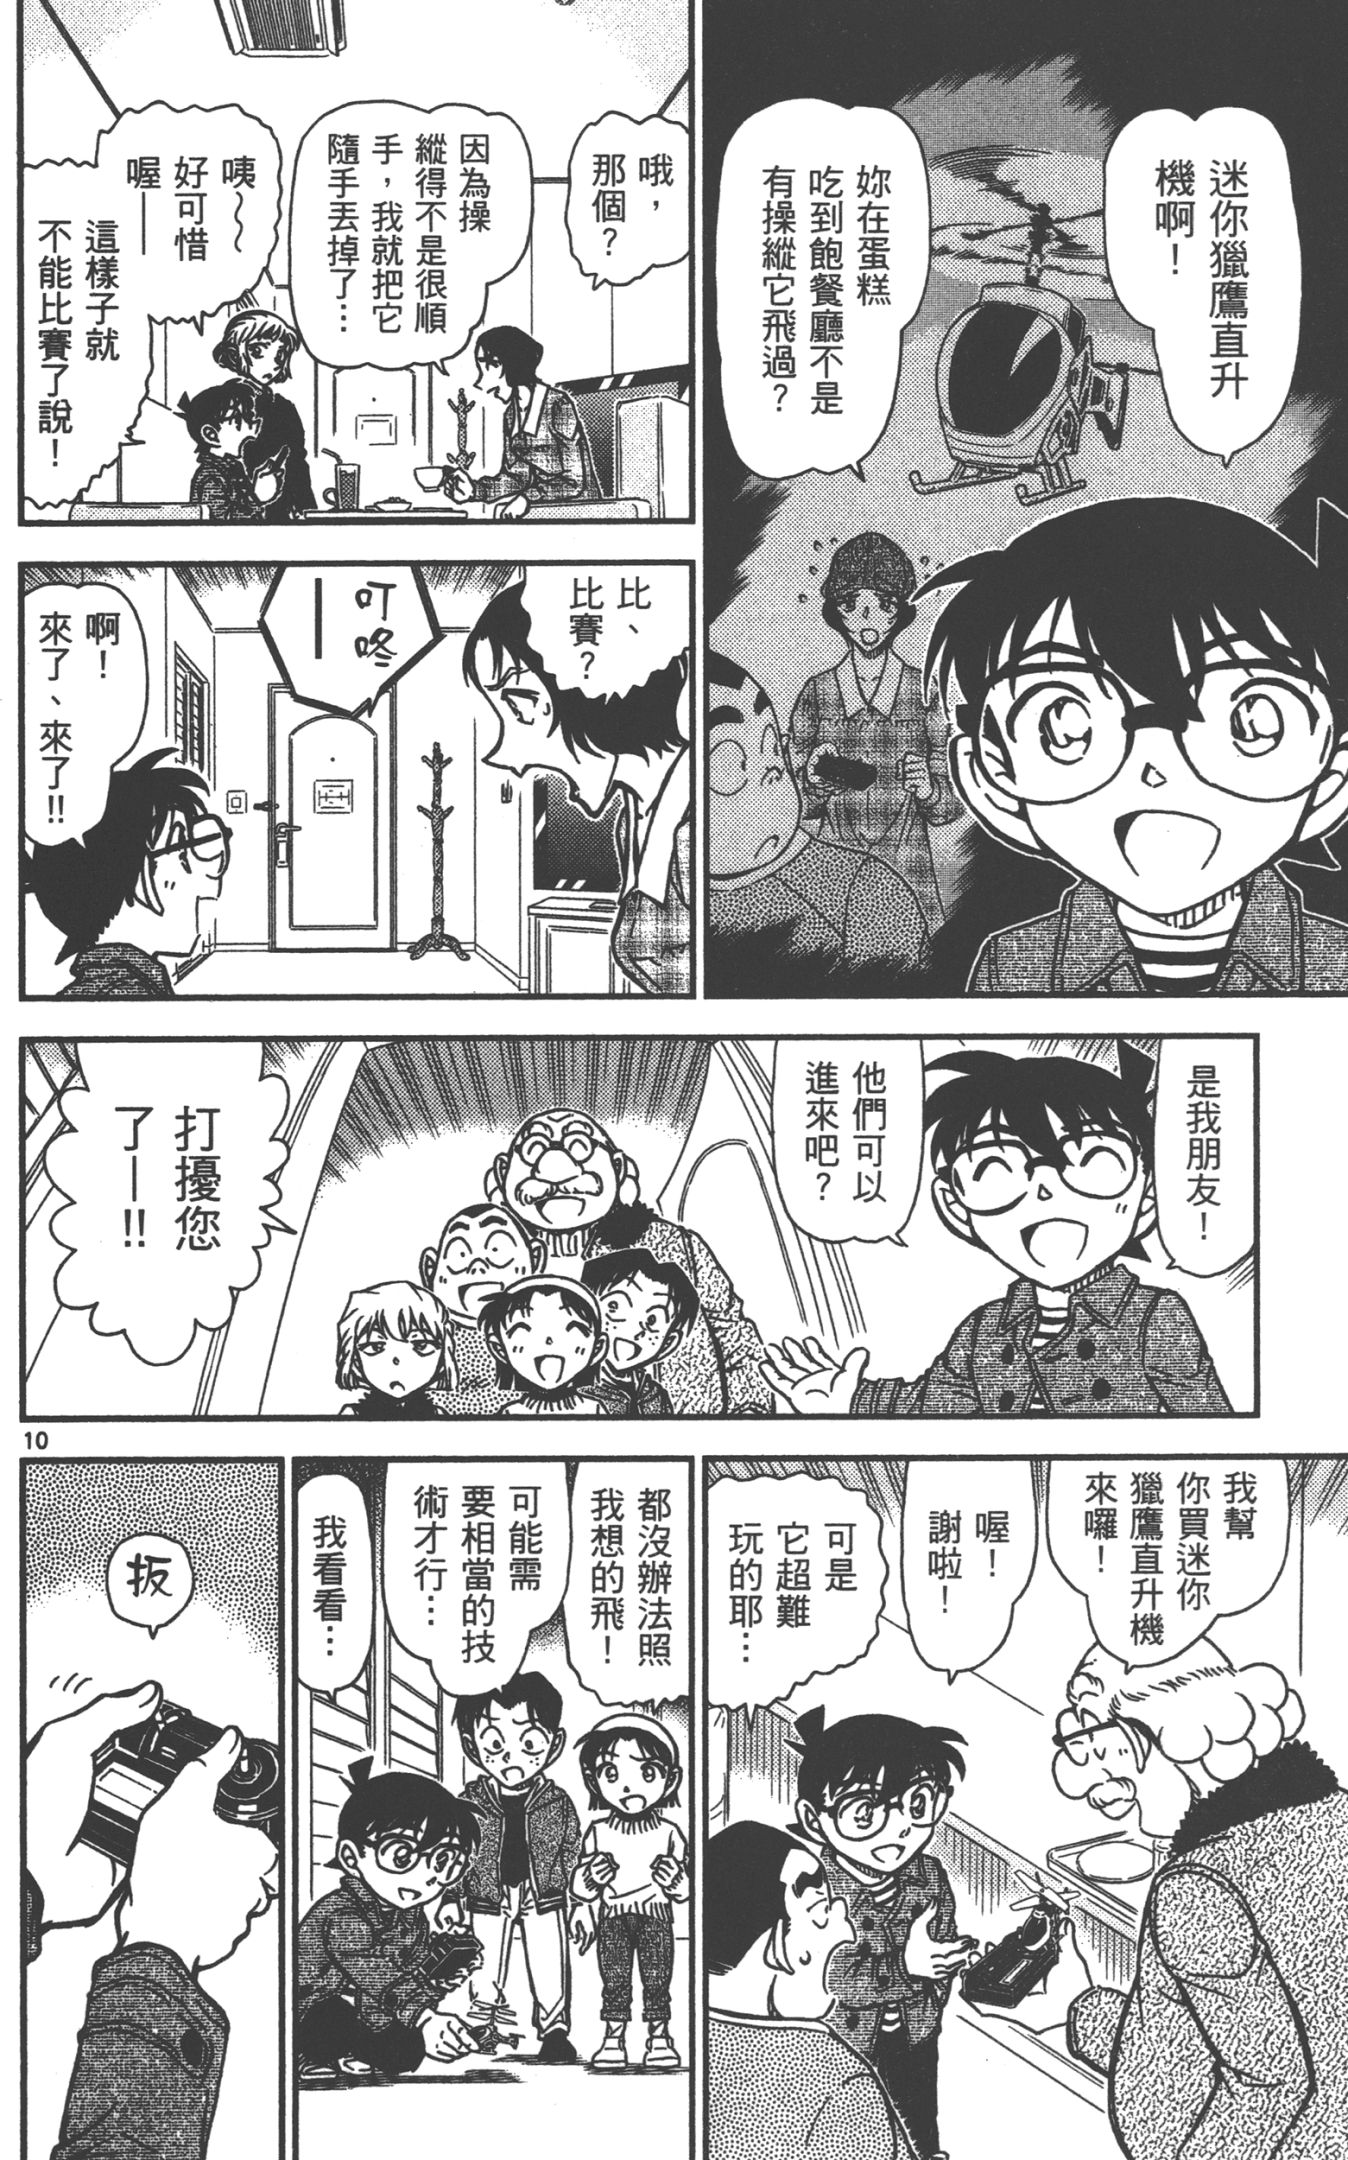 迷你獵鷹直升
機啊！
妳在蛋糕
吃到飽餐廳不是
有操縱它飛過？
哦，
那個？
因為操
縱得不是很順
手，我就把它
隨手丟掉了…
咦～
好可惜
喔——
這樣子就
不能比賽了說！
比、
比賽？
叮咚
——
啊！
來了、來了!!
是我朋友！
他們可以
進來吧？
打擾您
了—!!
10
我幫
你買迷你
獵鷹直升機
來囉！
喔！
謝啦！
可是
它超難
玩的耶…
都沒辦法照
我想的飛！
可能需
要相當的技
術才行…
我看看…
扳